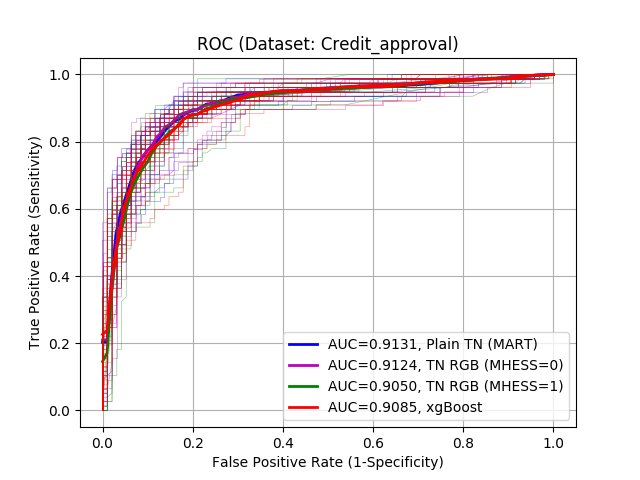 ROC (Dataset: Credit_approval)
True Positive Rate (Sensitivity)
1.0
0.8
0.6
0.4
0.2
0.0
AUC=0.9131, Plain TN (MART)
AUC=0.9124, TN RGB (MHESS=0)
AUC=0.9050, TN RGB (MHESS=1)
AUC=0.9085, xgBoost
0.0 0.2 0.4 0.6 0.8 1.0
False Positive Rate (1-Specificity)